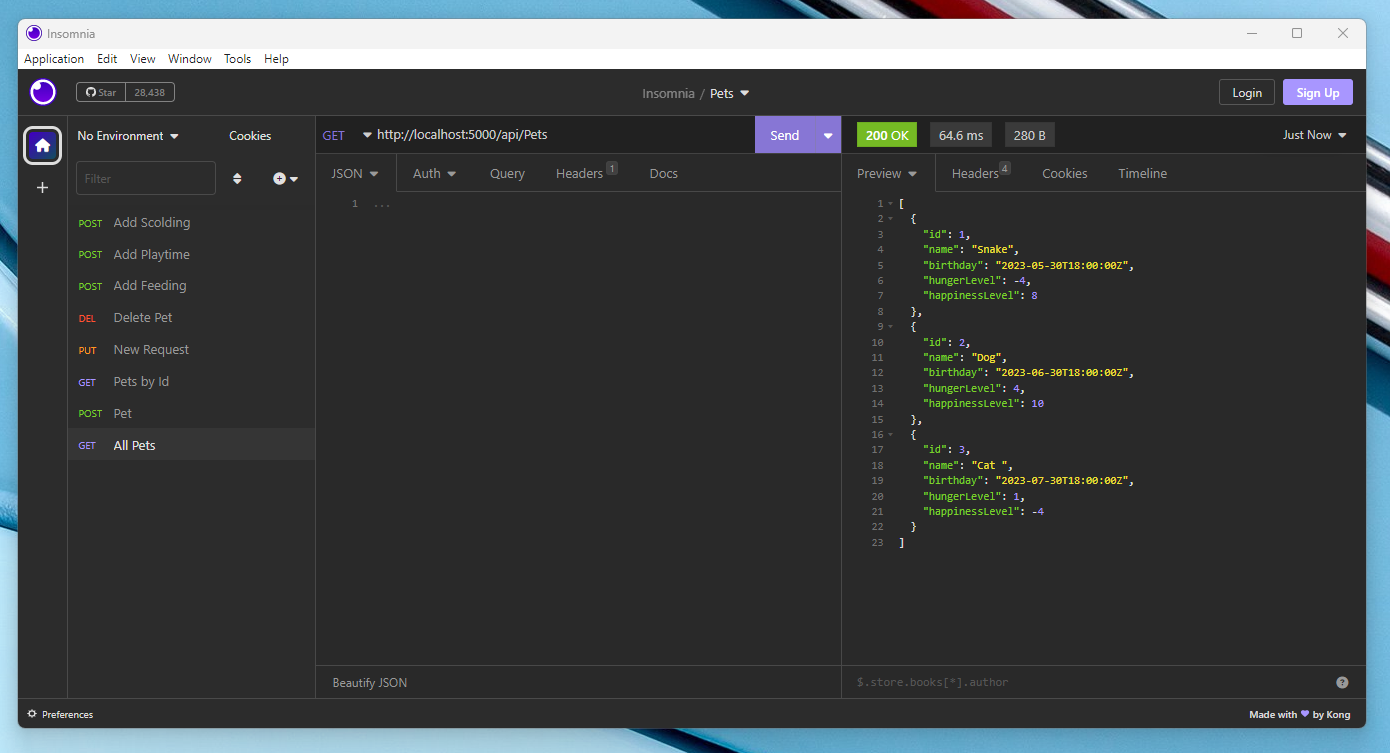 Insomnia
Application Edit View Window Tools Help
Star 28,438
Insomnia / Pets
Login Sign Up
No Environment Cookies
Filter
POST Add Scolding
POST Add Playtime
POST Add Feeding
DEL Delete Pet
PUT New Request
GET Pets by Id
POST Pet
GET All Pets
GET http://localhost:5000/api/Pets Send
JSON Auth Query Headers 1 Docs
1 ...
Beautify JSON
200 OK 64.6 ms 280 B Just Now
Preview Headers 4 Cookies Timeline
1 [
2 {
3 "id": 1,
4 "name": "Snake",
5 "birthday": "2023-05-30T18:00:00Z",
6 "hungerLevel": -4,
7 "happinessLevel": 8
8 },
9 {
10 "id": 2,
11 "name": "Dog",
12 "birthday": "2023-06-30T18:00:00Z",
13 "hungerLevel": 4,
14 "happinessLevel": 10
15 },
16 {
17 "id": 3,
18 "name": "Cat ",
19 "birthday": "2023-07-30T18:00:00Z",
20 "hungerLevel": 1,
21 "happinessLevel": -4
22 }
23 ]
$.store.books[*].author ?
Preferences
Made with 💜 by Kong